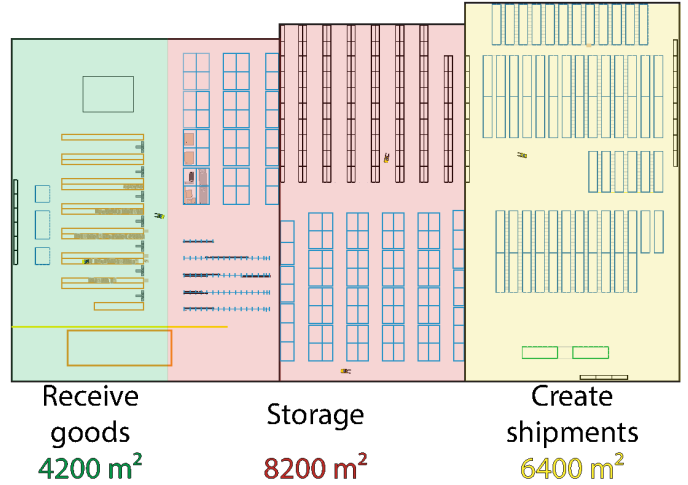 Receive
goods
4200 m²
Storage
8200 m²
Create
shipments
6400 m²